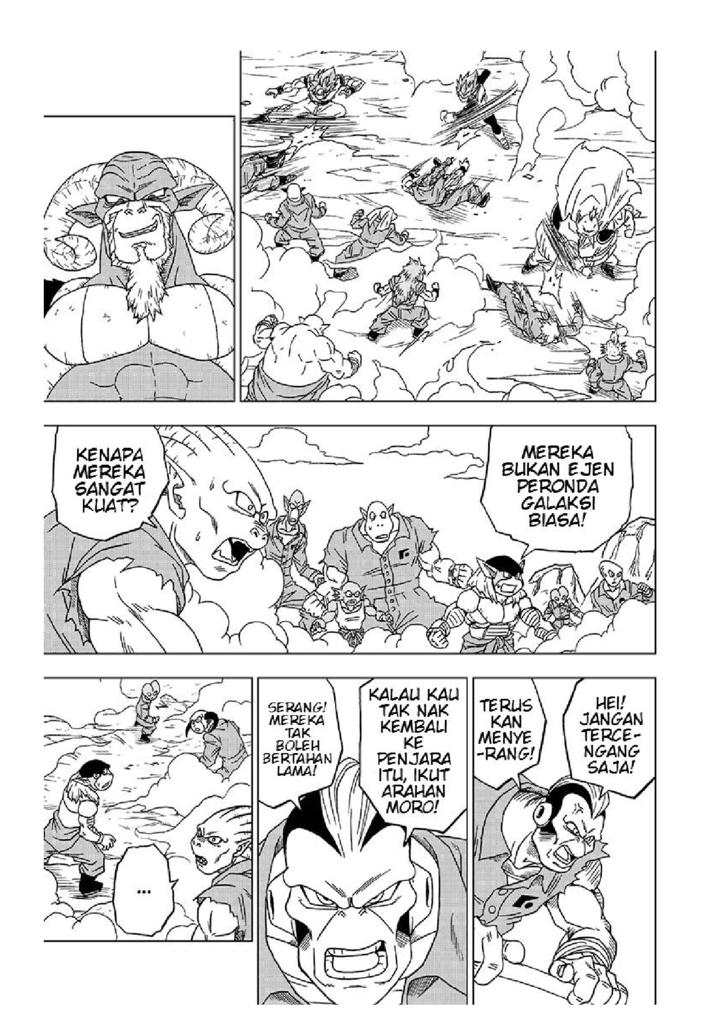 MEREKA
BUKAN EJEN
PERONDA
GALAKSI
BIASA!
KENAPA
MEREKA
SANGAT
KUAT?
HEI!
JANGAN
TERCE-
NGANG
SAJA!
TERUS
KAN
MENYE
-RANG!
KALAU KAU
TAK NAK
KEMBALI
KE
PENJARA
ITU, IKUT
ARAHAN
MORO!
SERANG!
MEREKA
TAK
BOLEH
BERTAHAN
LAMA!
...